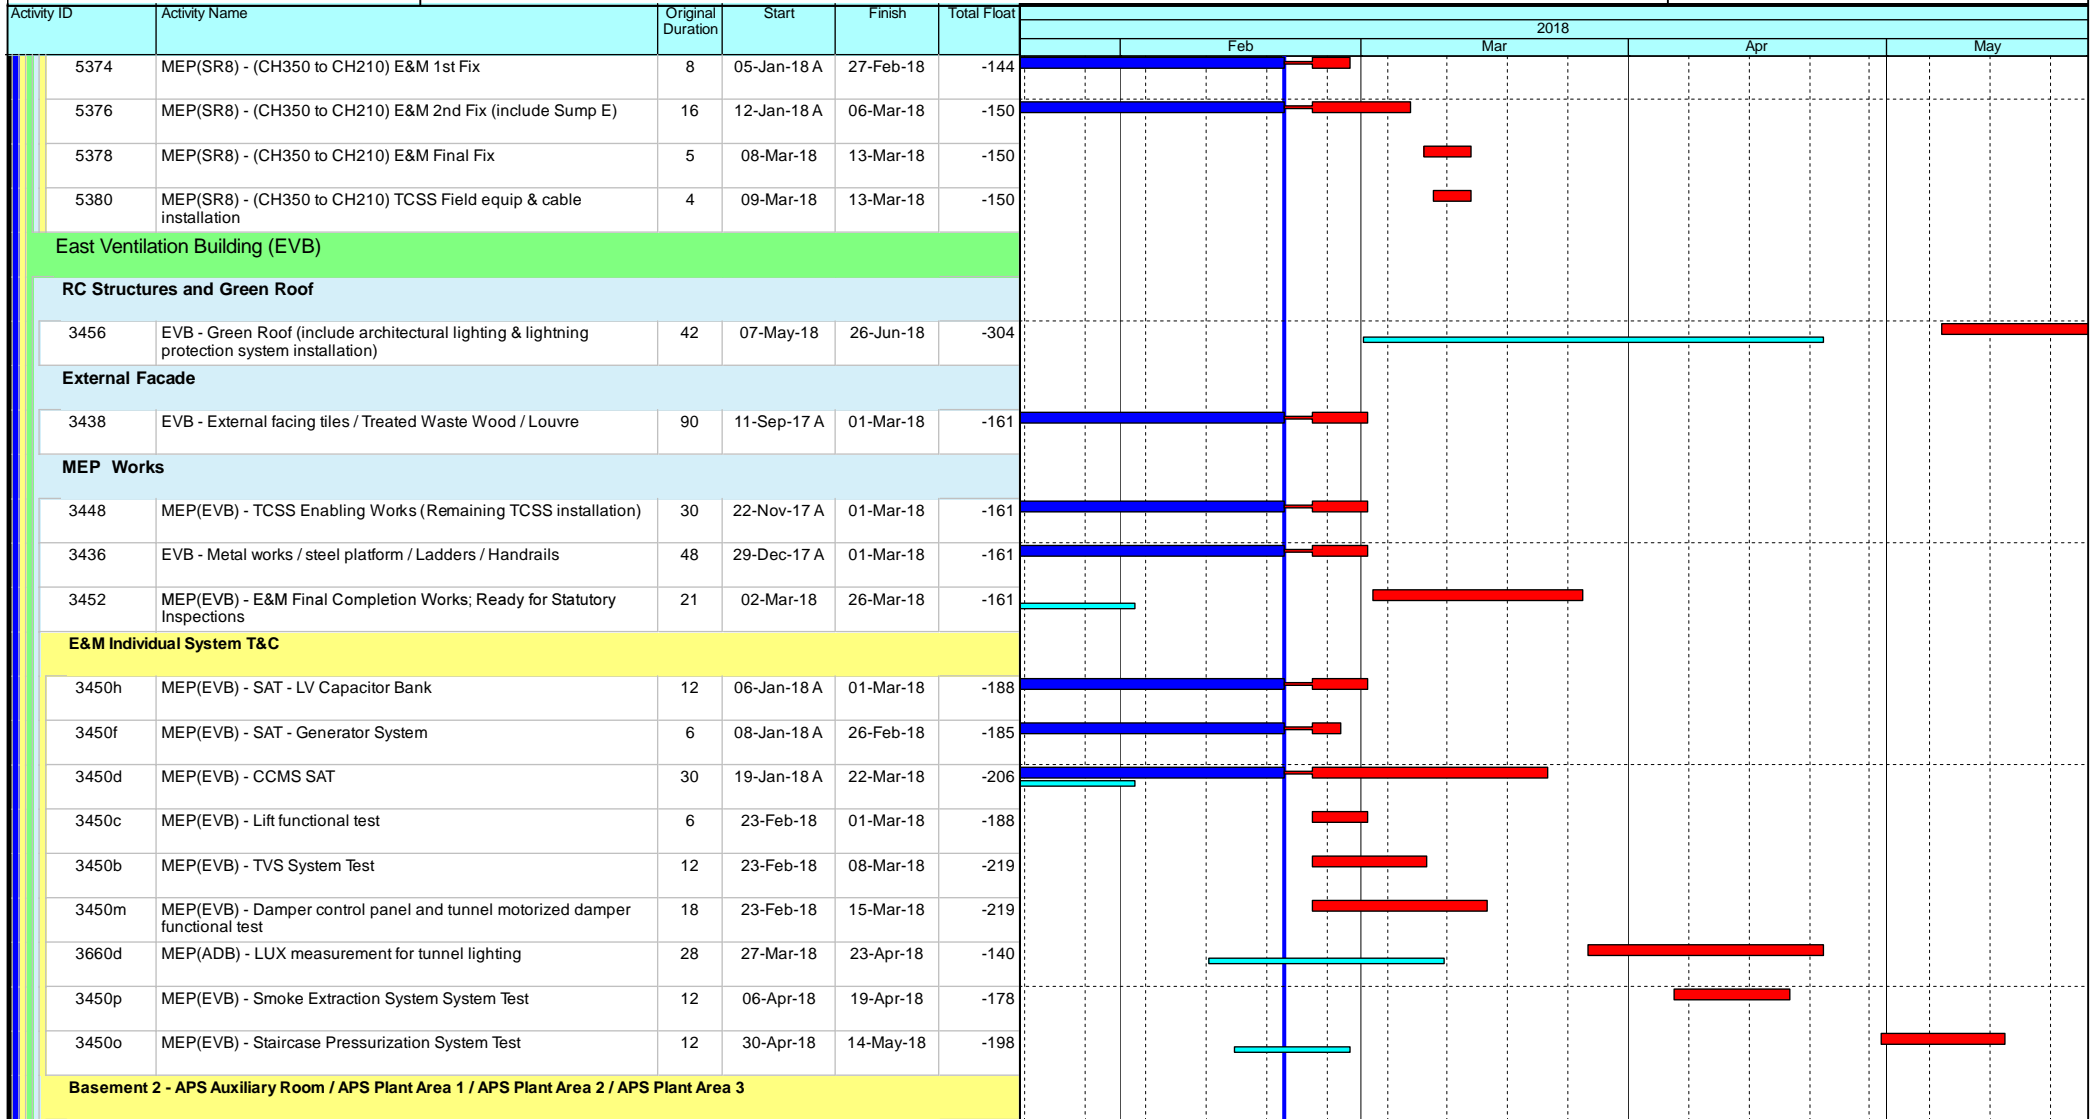 Activity ID Activity Name Original Duration Start Finish Total Float
2018
Feb Mar Apr May
5374 MEP(SR8) - (CH350 to CH210) E&M 1st Fix 8 05-Jan-18 A 27-Feb-18 -144
5376 MEP(SR8) - (CH350 to CH210) E&M 2nd Fix (include Sump E) 16 12-Jan-18 A 06-Mar-18 -150
5378 MEP(SR8) - (CH350 to CH210) E&M Final Fix 5 08-Mar-18 13-Mar-18 -150
5380 MEP(SR8) - (CH350 to CH210) TCSS Field equip & cable 4 09-Mar-18 13-Mar-18 -150
installation
East Ventilation Building (EVB)
RC Structures and Green Roof
3456 EVB - Green Roof (include architectural lighting & lightning 42 07-May-18 26-Jun-18 -304
protection system installation)
External Facade
3438 EVB - External facing tiles / Treated Waste Wood / Louvre 90 11-Sep-17 A 01-Mar-18 -161
MEP Works
3448 MEP(EVB) - TCSS Enabling Works (Remaining TCSS installation) 30 22-Nov-17 A 01-Mar-18 -161
3436 EVB - Metal works / steel platform / Ladders / Handrails 48 29-Dec-17 A 01-Mar-18 -161
3452 MEP(EVB) - E&M Final Completion Works; Ready for Statutory 21 02-Mar-18 26-Mar-18 -161
Inspections
E&M Individual System T&C
3450h MEP(EVB) - SAT - LV Capacitor Bank 12 06-Jan-18 A 01-Mar-18 -188
3450f MEP(EVB) - SAT - Generator System 6 08-Jan-18 A 26-Feb-18 -185
3450d MEP(EVB) - CCMS SAT 30 19-Jan-18 A 22-Mar-18 -206
3450c MEP(EVB) - Lift functional test 6 23-Feb-18 01-Mar-18 -188
3450b MEP(EVB) - TVS System Test 12 23-Feb-18 08-Mar-18 -219
3450m MEP(EVB) - Damper control panel and tunnel motorized damper 18 23-Feb-18 15-Mar-18 -219
functional test
3660d MEP(ADB) - LUX measurement for tunnel lighting 28 27-Mar-18 23-Apr-18 -140
3450p MEP(EVB) - Smoke Extraction System System Test 12 06-Apr-18 19-Apr-18 -178
3450o MEP(EVB) - Staircase Pressurization System Test 12 30-Apr-18 14-May-18 -198
Basement 2 - APS Auxiliary Room / APS Plant Area 1 / APS Plant Area 2 / APS Plant Area 3